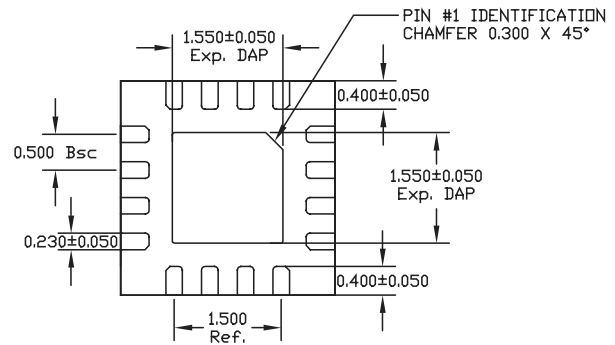 PIN #1 IDENTIFICATION
CHAMFER 0.300 X 45°
1.550±0.050
Exp. DAP
0.400±0.050
0.500 Bsc
1.550±0.050
Exp. DAP
0.230±0.050
0.400±0.050
1.500
Ref.